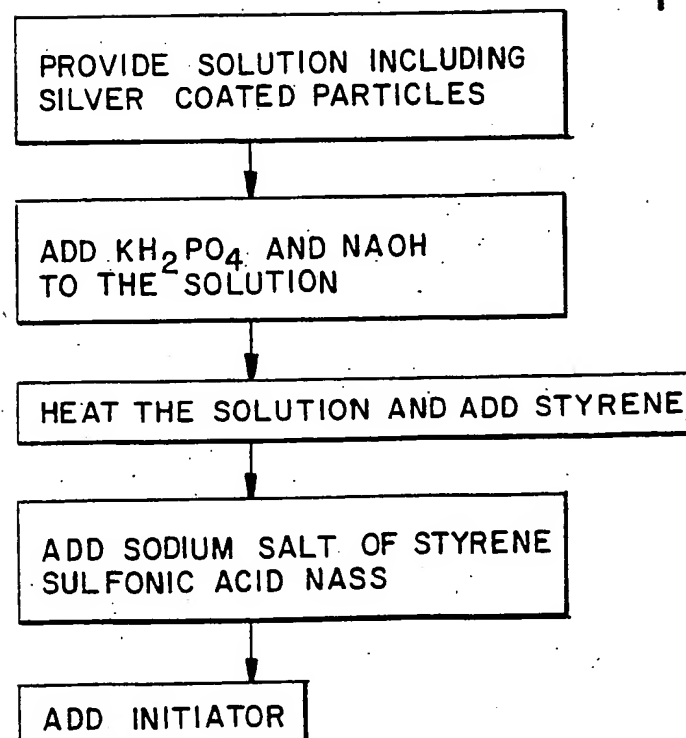 PROVIDE SOLUTION INCLUDING
SILVER COATED PARTICLES
ADD KH2PO4 AND NAOH
TO THE SOLUTION
HEAT THE SOLUTION AND ADD STYRENE
ADD SODIUM SALT OF STYRENE
SULFONIC ACID NASS
ADD INITIATOR